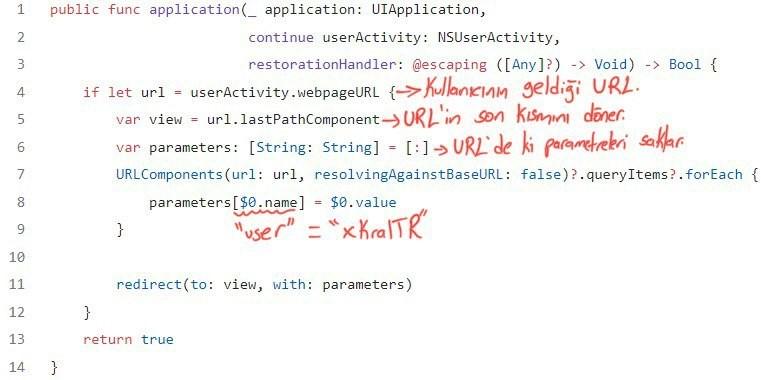 1 public func application(_ application: UIApplication,
2 continue userActivity: NSUserActivity,
3 restorationHandler: @escaping ([Any]?) -> Void) -> Bool {
4 if let url = userActivity.webpageURL { → Kullanıcının geldiği URL.
5 var view = url.lastPathComponent → URL'in son kısmını döner.
6 var parameters: [String: String] = [:] → URL'de ki parametreleri saklar.
7 URLComponents(url: url, resolvingAgainstBaseURL: false)?.queryItems?.forEach {
8 parameters[$0.name] = $0.value
9 } "user" = "xKralTR"
10
11 redirect(to: view, with: parameters)
12 }
13 return true
14 }